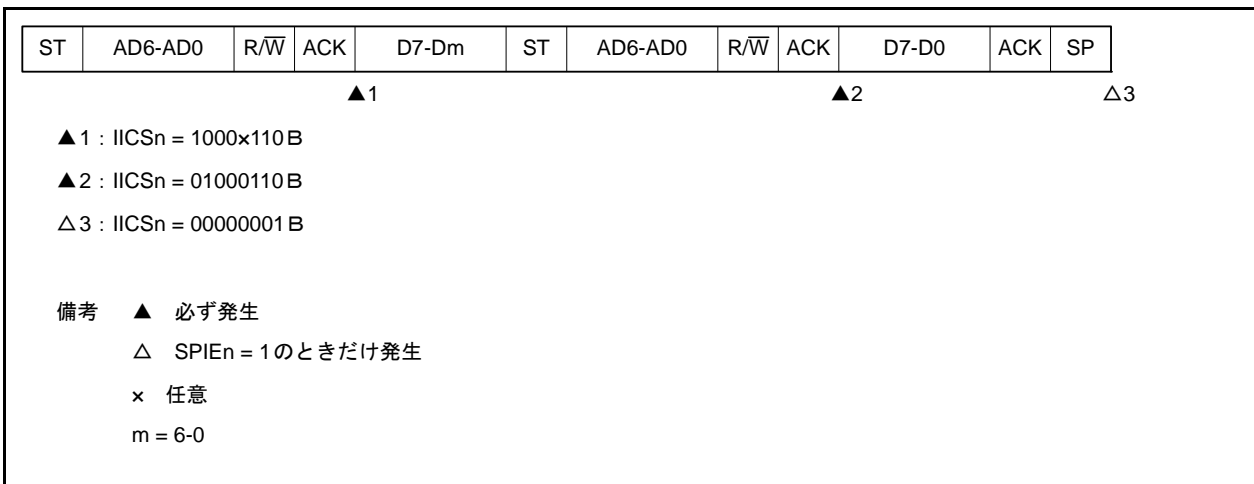 ST AD6-AD0 R/W̅ ACK D7-Dm ST AD6-AD0 R/W̅ ACK D7-D0 ACK SP
▲1 ▲2 △3
▲1：IICSn = 1000×110B
▲2：IICSn = 01000110B
△3：IICSn = 00000001B
備考 ▲ 必ず発生
△ SPIEn = 1のときだけ発生
× 任意
m = 6-0